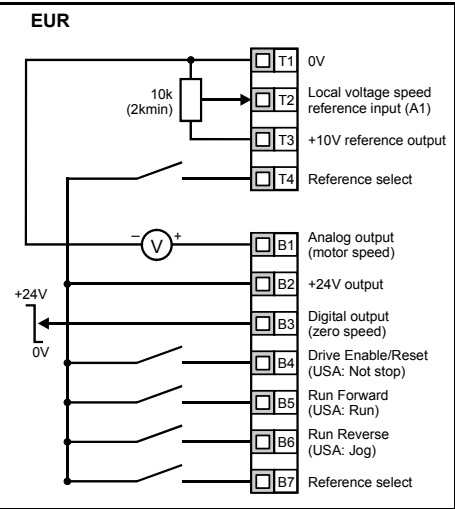 EUR
T1 0V
10k
(2kmin)
T2 Local voltage speed
reference input (A1)
T3 +10V reference output
T4 Reference select
– V +
B1 Analog output
(motor speed)
B2 +24V output
+24V
0V
B3 Digital output
(zero speed)
B4 Drive Enable/Reset
(USA: Not stop)
B5 Run Forward
(USA: Run)
B6 Run Reverse
(USA: Jog)
B7 Reference select